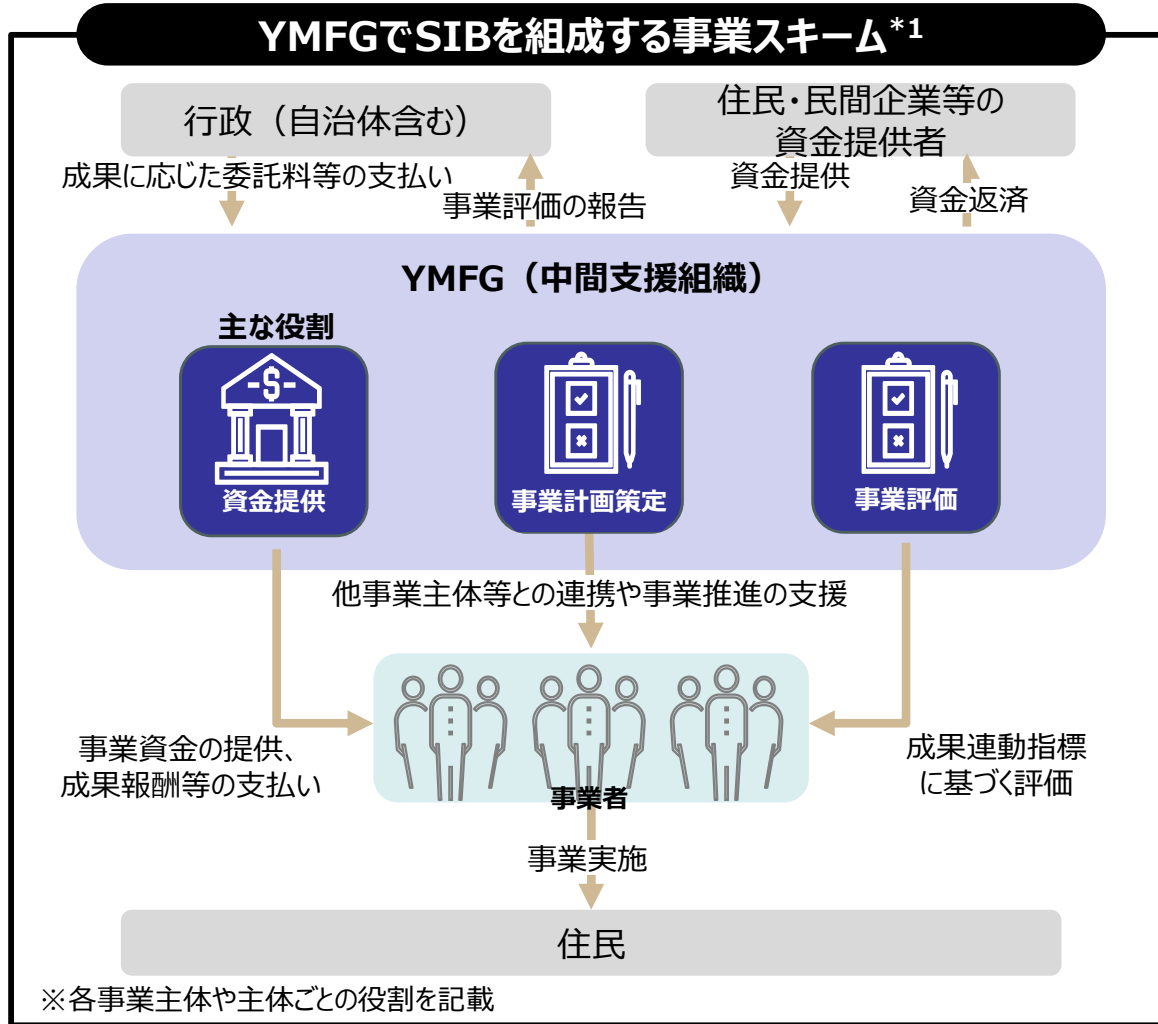 YMFGでSIBを組成する事業スキーム*1
行政（自治体含む）
住民・民間企業等の
資金提供者
成果に応じた委託料等の支払い
事業評価の報告
資金提供
資金返済
YMFG（中間支援組織）
主な役割
-$-
資金提供
事業計画策定
事業評価
他事業主体等との連携や事業推進の支援
事業資金の提供、
成果報酬等の支払い
成果連動指標
に基づく評価
事業者
事業実施
住民
※各事業主体や主体ごとの役割を記載